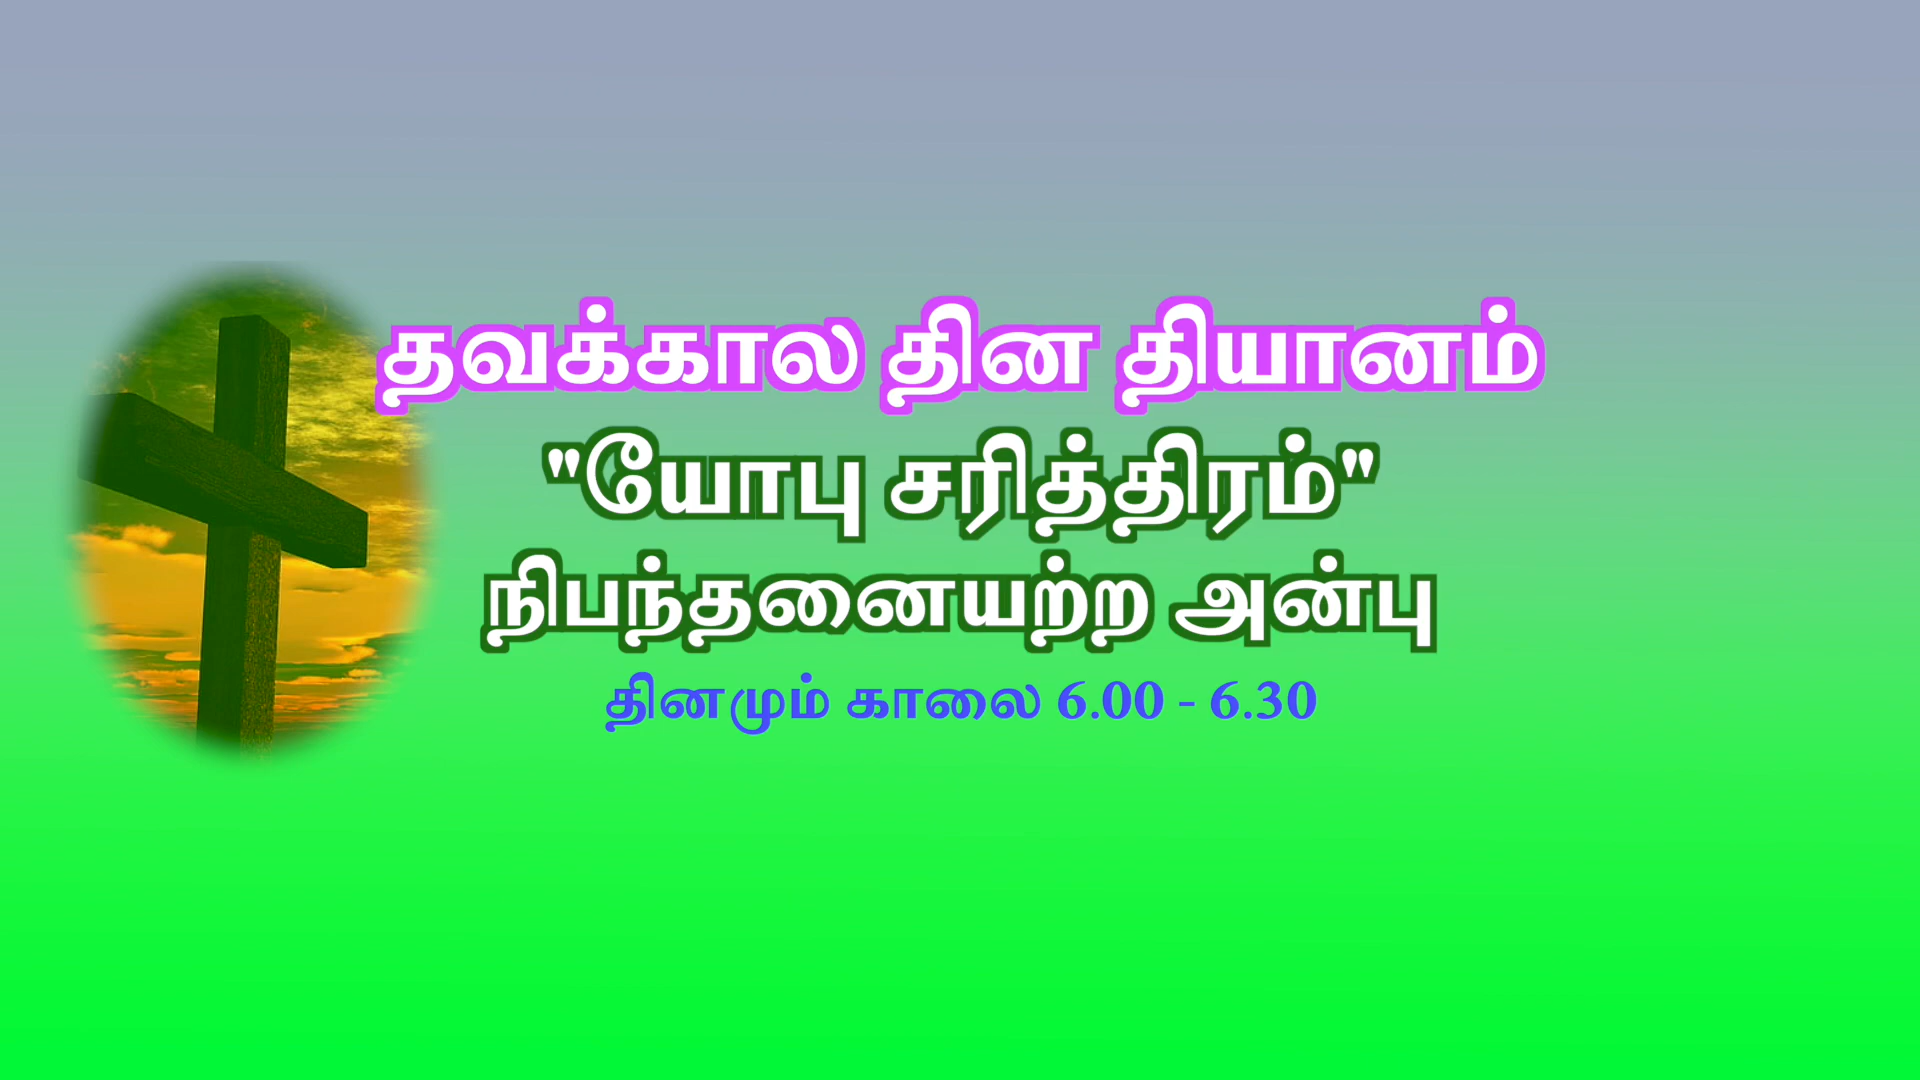 தவக்கால தின தியானம்
"யோபு சரித்திரம்"
நிபந்தனையற்ற அன்பு
தினமும் காலை 6.00 - 6.30